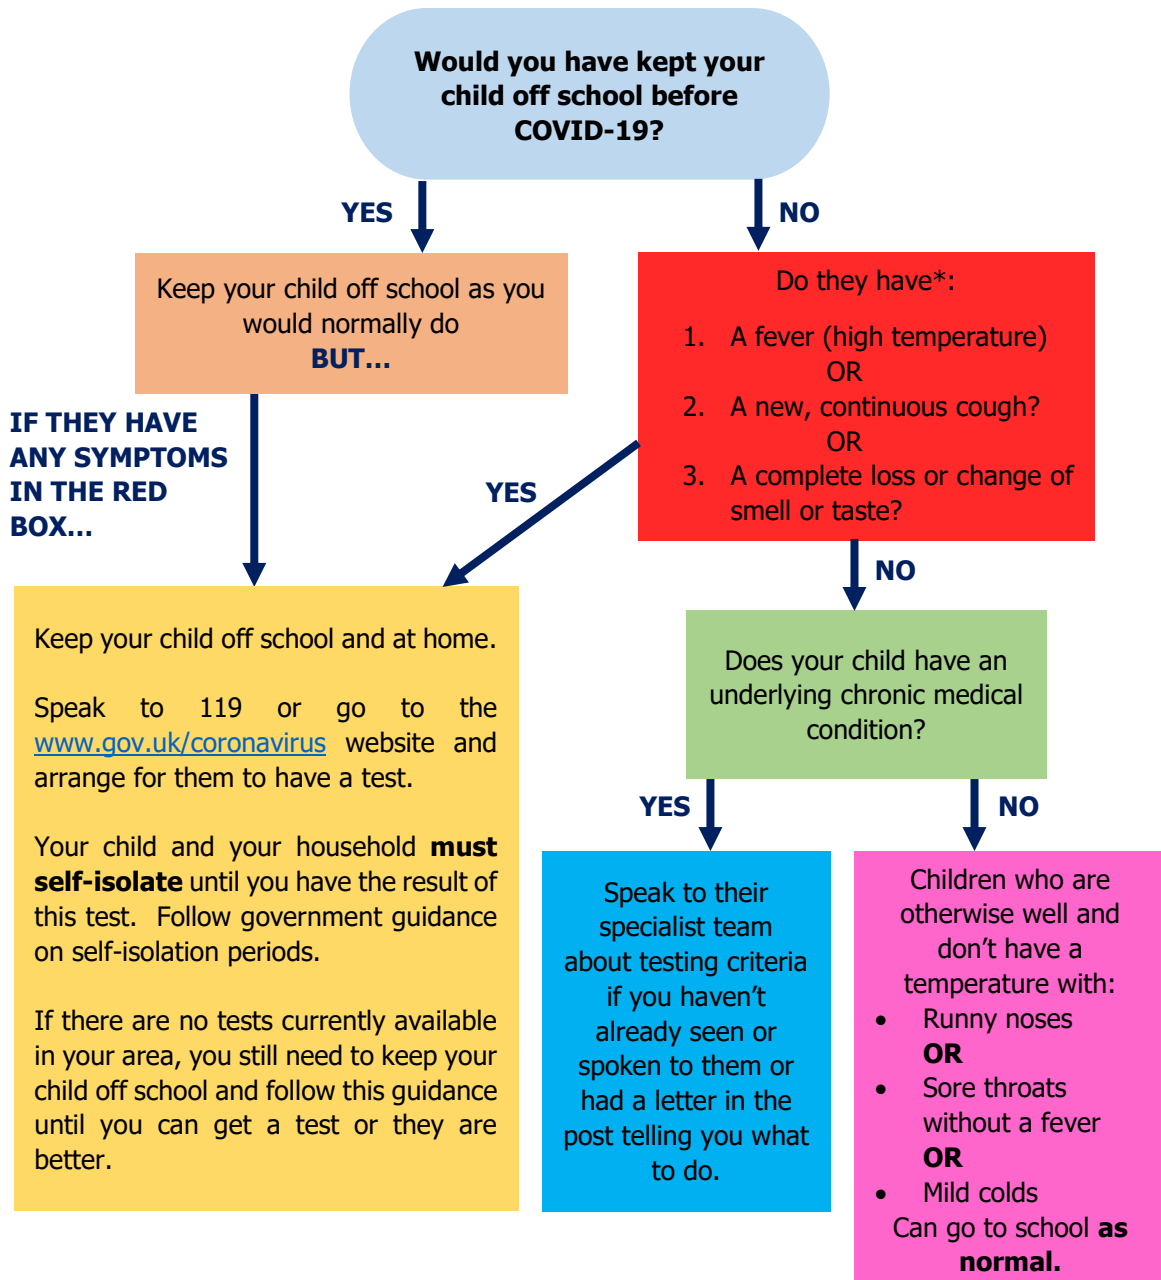 Would you have kept your
child off school before
COVID-19?
YES
NO
Keep your child off school as you
would normally do
BUT...
Do they have*:
1. A fever (high temperature)
OR
2. A new, continuous cough?
OR
3. A complete loss or change of
smell or taste?
IF THEY HAVE
ANY SYMPTOMS
IN THE RED
BOX...
YES
NO
Keep your child off school and at home.
Speak to 119 or go to the
www.gov.uk/coronavirus website and
arrange for them to have a test.
Your child and your household must
self-isolate until you have the result of
this test. Follow government guidance
on self-isolation periods.
If there are no tests currently available
in your area, you still need to keep your
child off school and follow this guidance
until you can get a test or they are
better.
Does your child have an
underlying chronic medical
condition?
YES
NO
Speak to their
specialist team
about testing criteria
if you haven't
already seen or
spoken to them or
had a letter in the
post telling you what
to do.
Children who are
otherwise well and
don't have a
temperature with:
• Runny noses
OR
• Sore throats
without a fever
OR
• Mild colds
Can go to school as
normal.